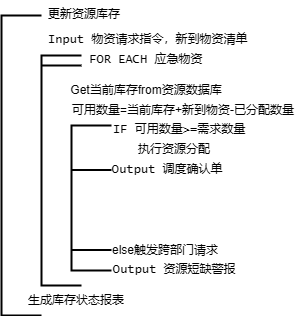 更新资源库存
Input 物资请求指令，新到物资清单
FOR EACH 应急物资
Get当前库存from资源数据库
可用数量=当前库存+新到物资-已分配数量
IF 可用数量>=需求数量
执行资源分配
Output 调度确认单
else触发跨部门请求
Output 资源短缺警报
生成库存状态报表